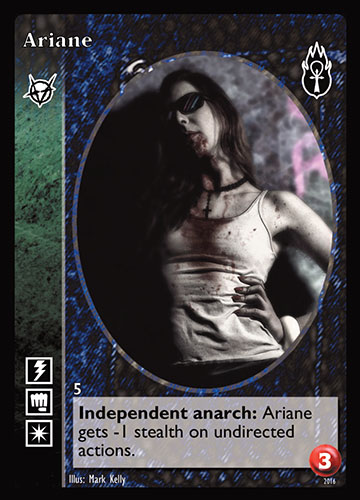 Ariane
5
Independent anarch: Ariane
gets -1 stealth on undirected
actions.
3
Illus: Mark Kelly
2016